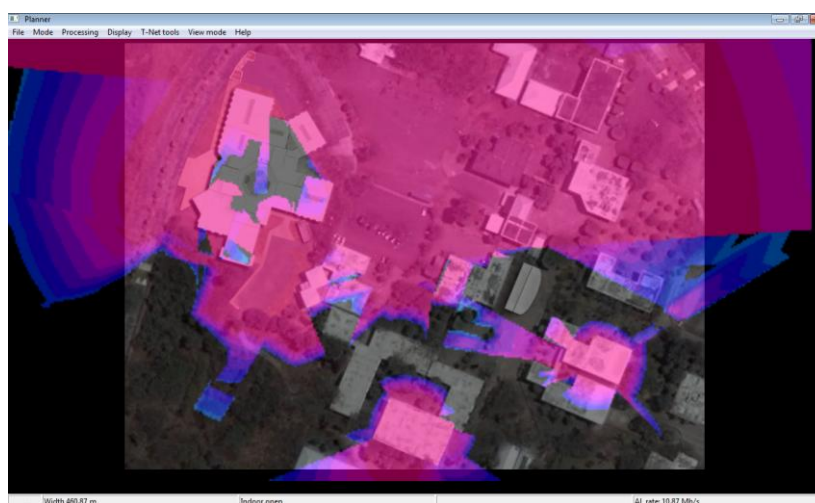 Planner
File Mode Processing Display T-Net tools View mode Help
Width 460.87 m Indoor open AL rate: 10.87 Mb/s